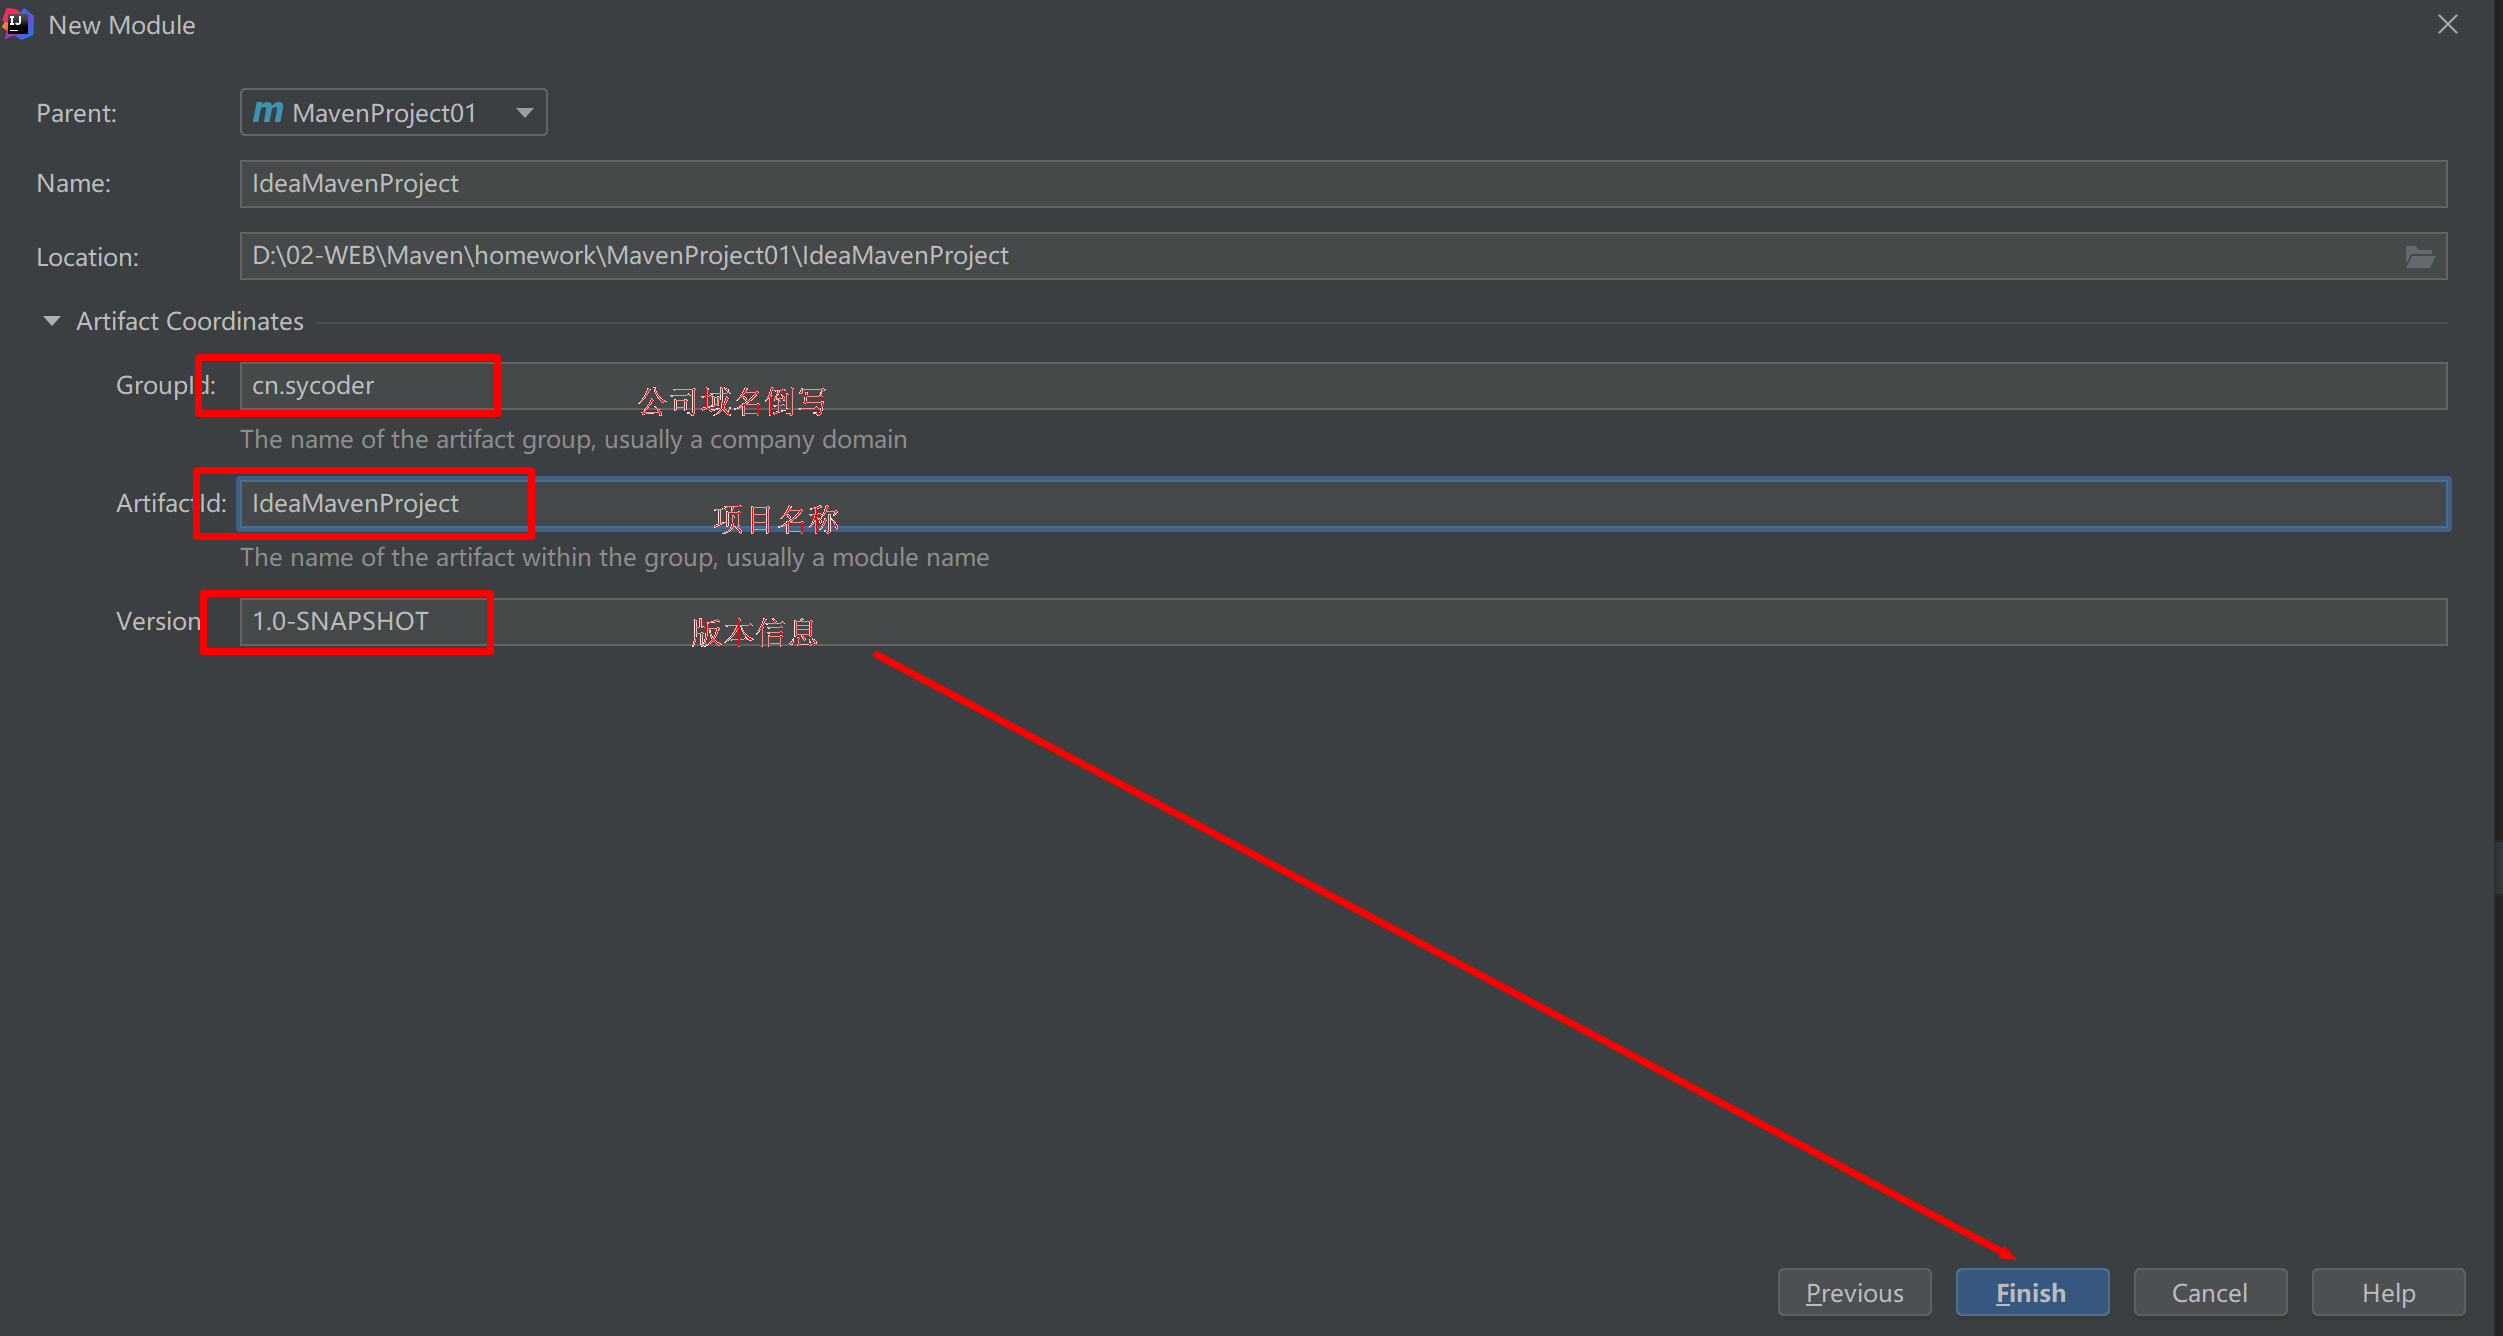 New Module
Parent: MavenProject01
Name: IdeaMavenProject
Location: D:\02-WEB\Maven\homework\MavenProject01\IdeaMavenProject
Artifact Coordinates
GroupId: cn.sycoder 公司域名倒写
The name of the artifact group, usually a company domain
ArtifactId: IdeaMavenProject 项目名称
The name of the artifact within the group, usually a module name
Version 1.0-SNAPSHOT 版本信息
Previous Finish Cancel Help